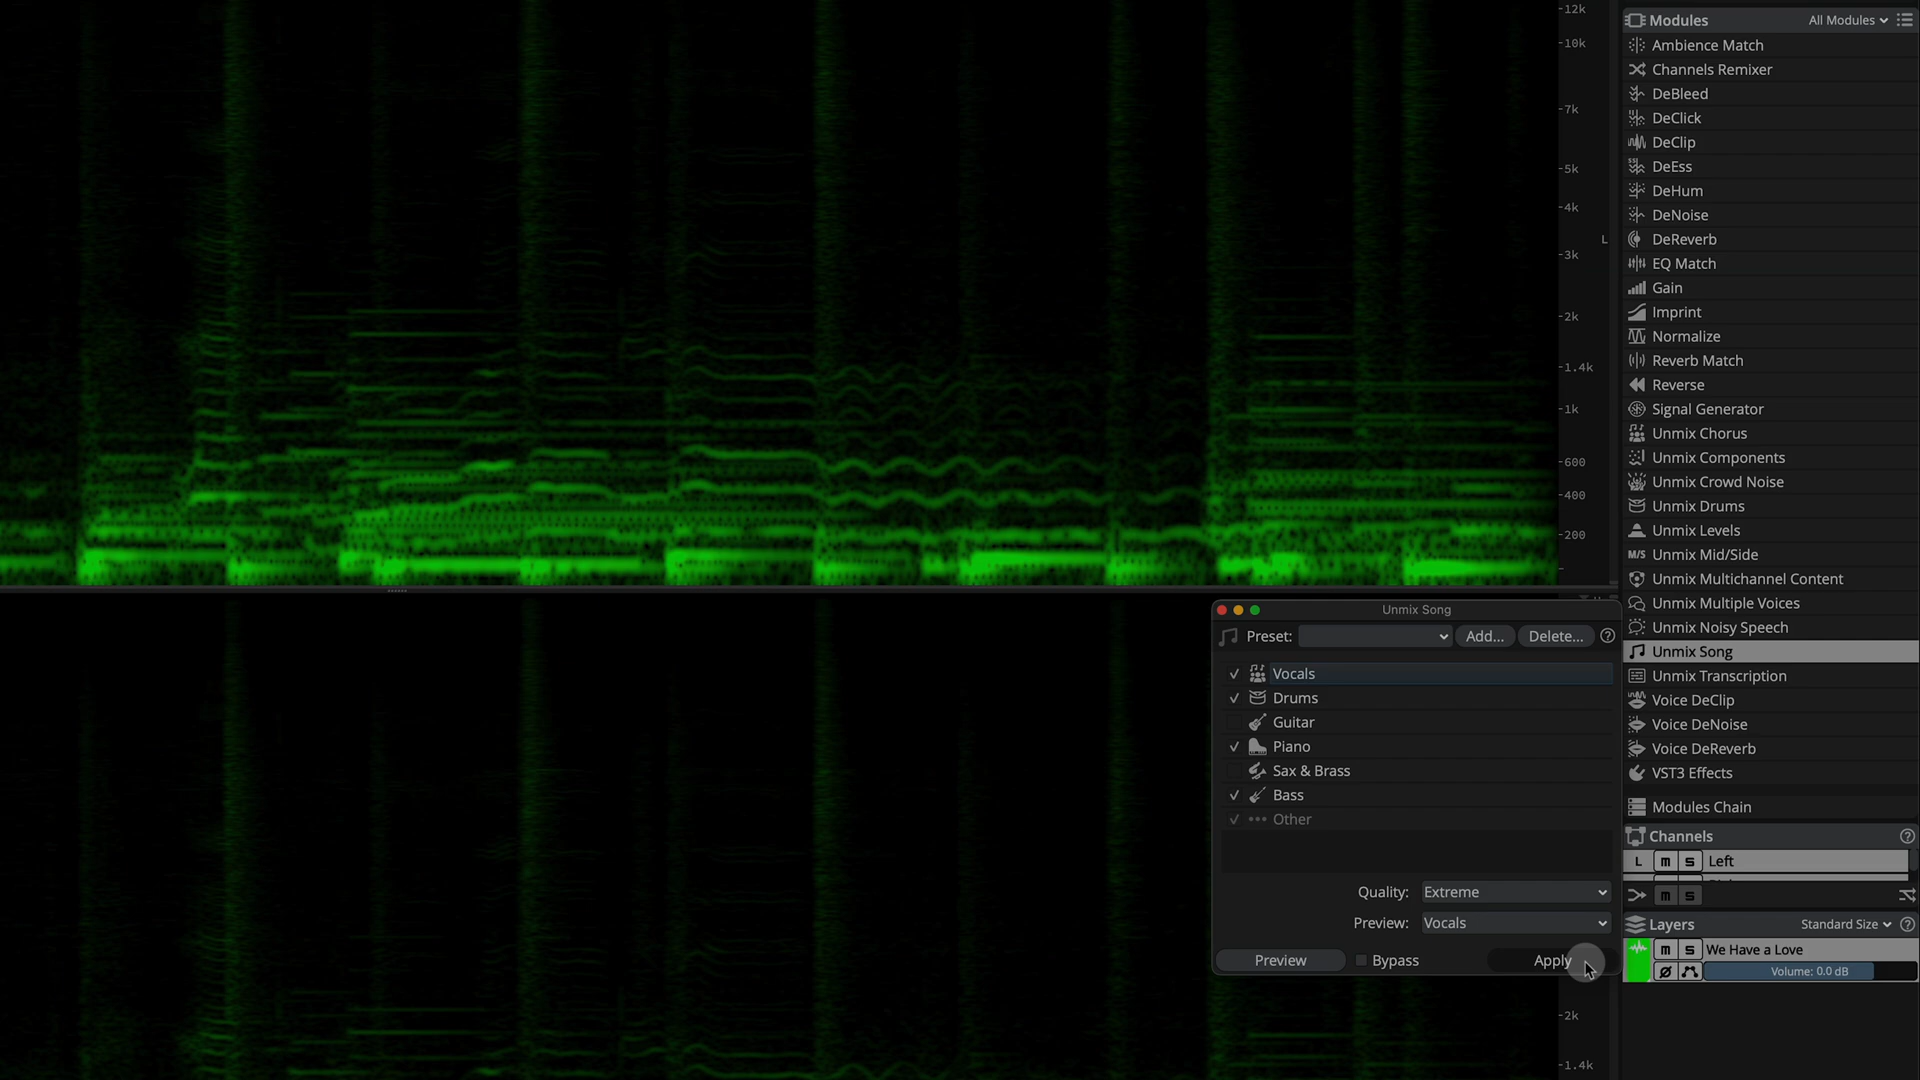 12k
10k
7k
5k
4k
L
3k
2k
1.4k
1k
600
400
200
2k
1.4k
Unmix Song
Preset:
Add...
Delete...
?
Vocals
Drums
Guitar
Piano
Sax & Brass
Bass
Other
Quality:
Extreme
Preview:
Vocals
Preview
Bypass
Apply
Modules
All Modules
Ambience Match
Channels Remixer
DeBleed
DeClick
DeClip
DeEss
DeHum
DeNoise
DeReverb
EQ Match
Gain
Imprint
Normalize
Reverb Match
Reverse
Signal Generator
Unmix Chorus
Unmix Components
Unmix Crowd Noise
Unmix Drums
Unmix Levels
M/S Unmix Mid/Side
Unmix Multichannel Content
Unmix Multiple Voices
Unmix Noisy Speech
Unmix Song
Unmix Transcription
Voice DeClip
Voice DeNoise
Voice DeReverb
VST3 Effects
Modules Chain
Channels
?
L m S Left
m S
Layers
Standard Size
?
m S We Have a Love
Volume: 0.0 dB